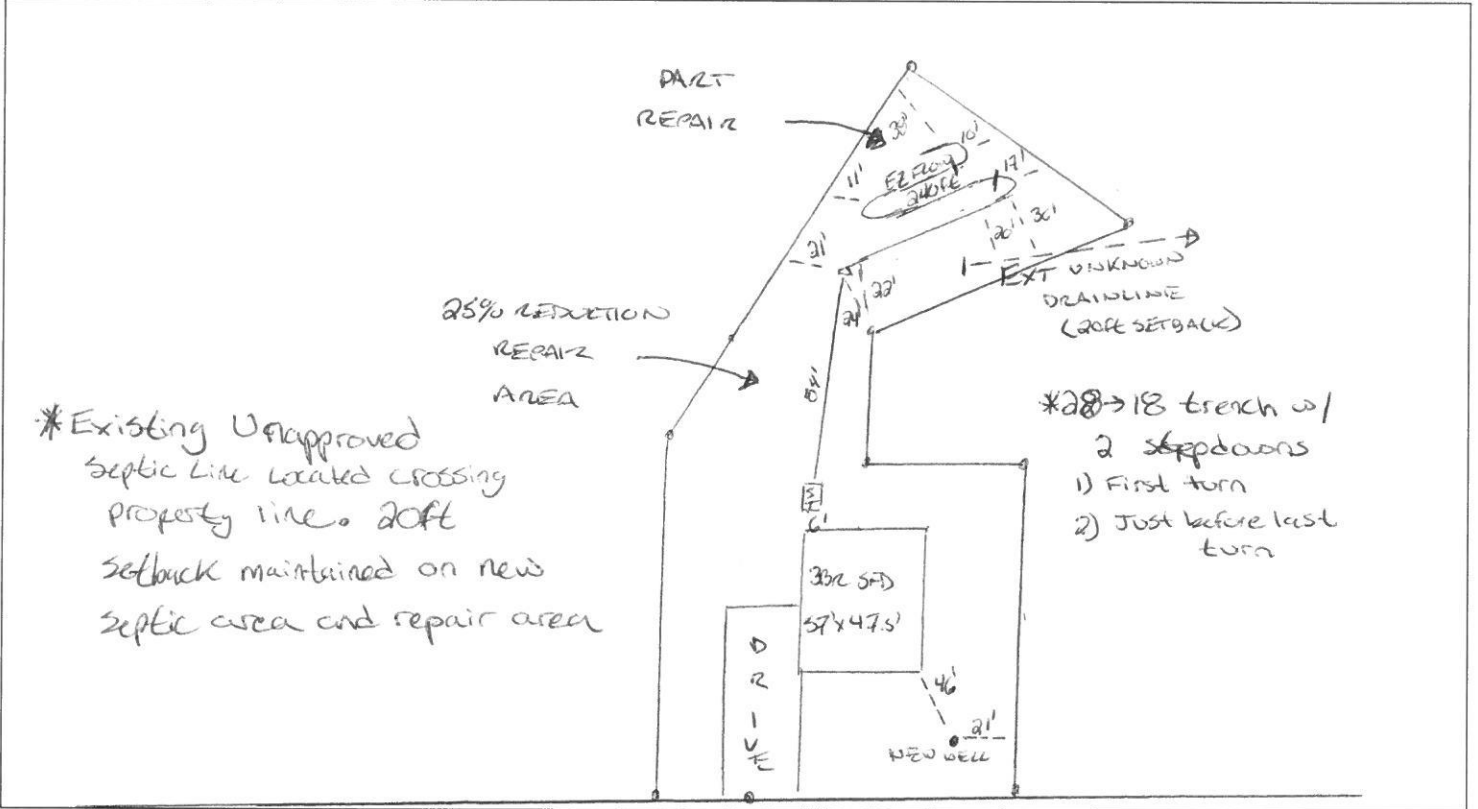 PART
REPAIR
38'
10'
11'
EZ FLOW
240ft
17'
21'
20'
36'
EXT UNKNOWN
DRAINLINE
(20ft SETBACK)
22'
24'
25% REDUCTION
REPAIR
AREA
84'
*Existing Unapproved
Septic Line Located crossing
property line. 20ft
Setback maintained on new
Septic area and repair area
*28→18 trench w/
2 stepdowns
1) First turn
2) Just before last
turn
ST
6'
3BR SFD
57'x47.5'
DRIVE
46'
21'
NEW WELL